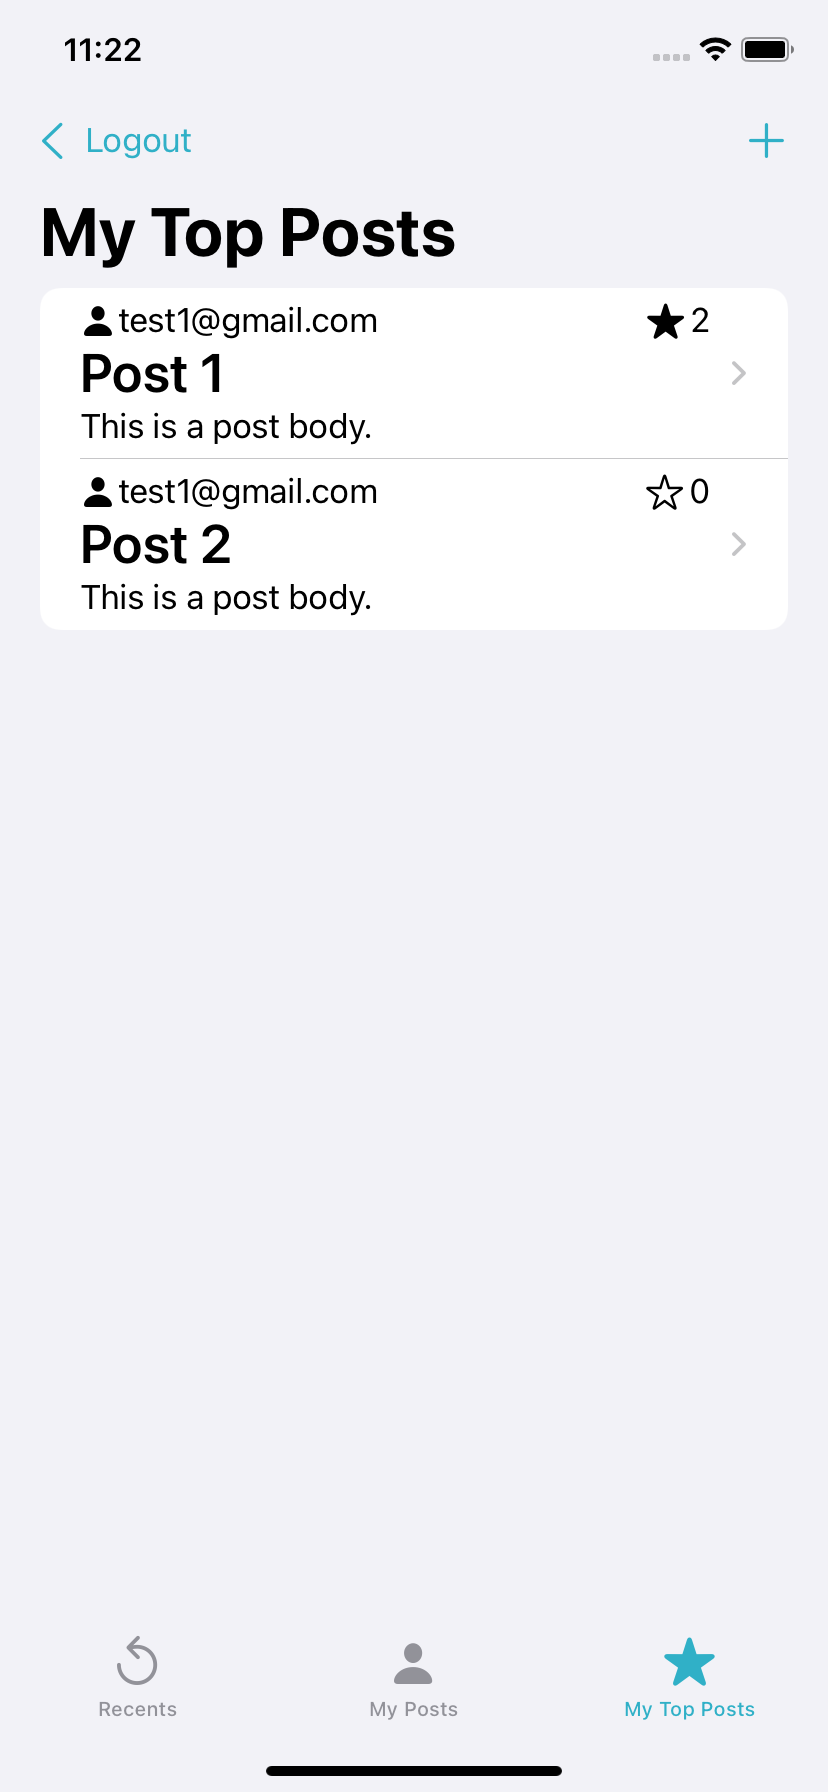 11:22
Logout
My Top Posts
test1@gmail.com 2
Post 1
This is a post body.
test1@gmail.com 0
Post 2
This is a post body.
Recents My Posts My Top Posts